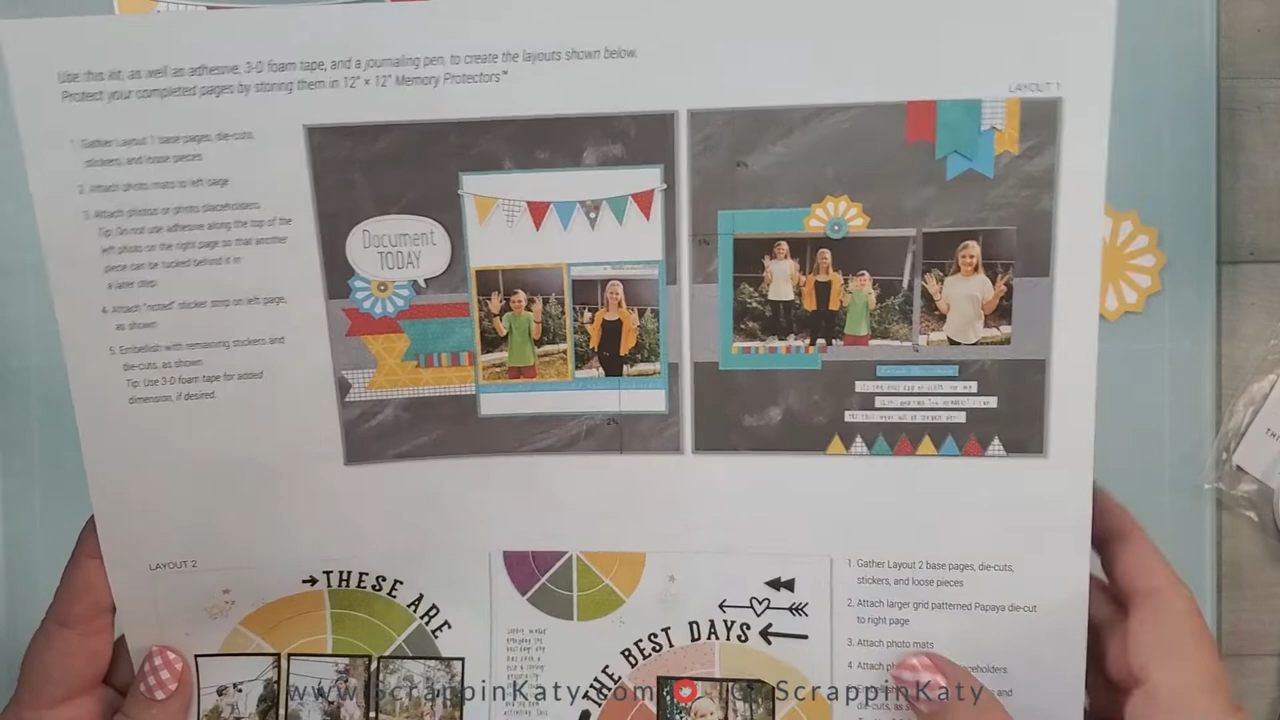 Use this kit, as well as adhesive, 3-D foam tape, and a journaling pen, to create the layouts shown below.
Protect your completed pages by storing them in 12" × 12" Memory Protectors™
LAYOUT 1
1. Gather Layout 1 base pages, die-cuts,
stickers, and loose pieces
2. Attach photo mats to left page
3. Attach photos or photo placeholders.
Tip: Do not use adhesive along the top of the
left photo on the right page so that another
piece can be tucked behind it in
a later step.
4. Attach "noted" sticker strip on left page,
as shown
5. Embellish with remaining stickers and
die-cuts, as shown
Tip: Use 3-D foam tape for added
dimension, if desired.
Document
TODAY
LAYOUT 2
THESE ARE
THE BEST DAYS
1. Gather Layout 2 base pages, die-cuts,
stickers, and loose pieces
2. Attach larger grid patterned Papaya die-cut
to right page
3. Attach photo mats
4. Attach
and
die-cuts, as
www.iScrappinKaty.com
IG: ScrappinKaty